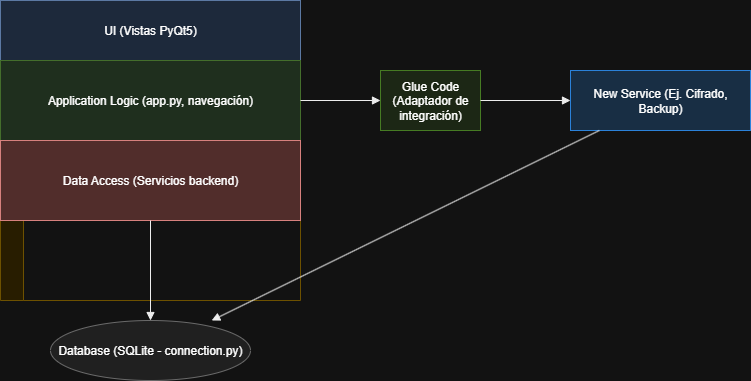 UI (Vistas PyQt5)
Application Logic (app.py, navegación)
Glue Code
(Adaptador de
integración)
New Service (Ej. Cifrado,
Backup)
Data Access (Servicios backend)
Database (SQLite - connection.py)